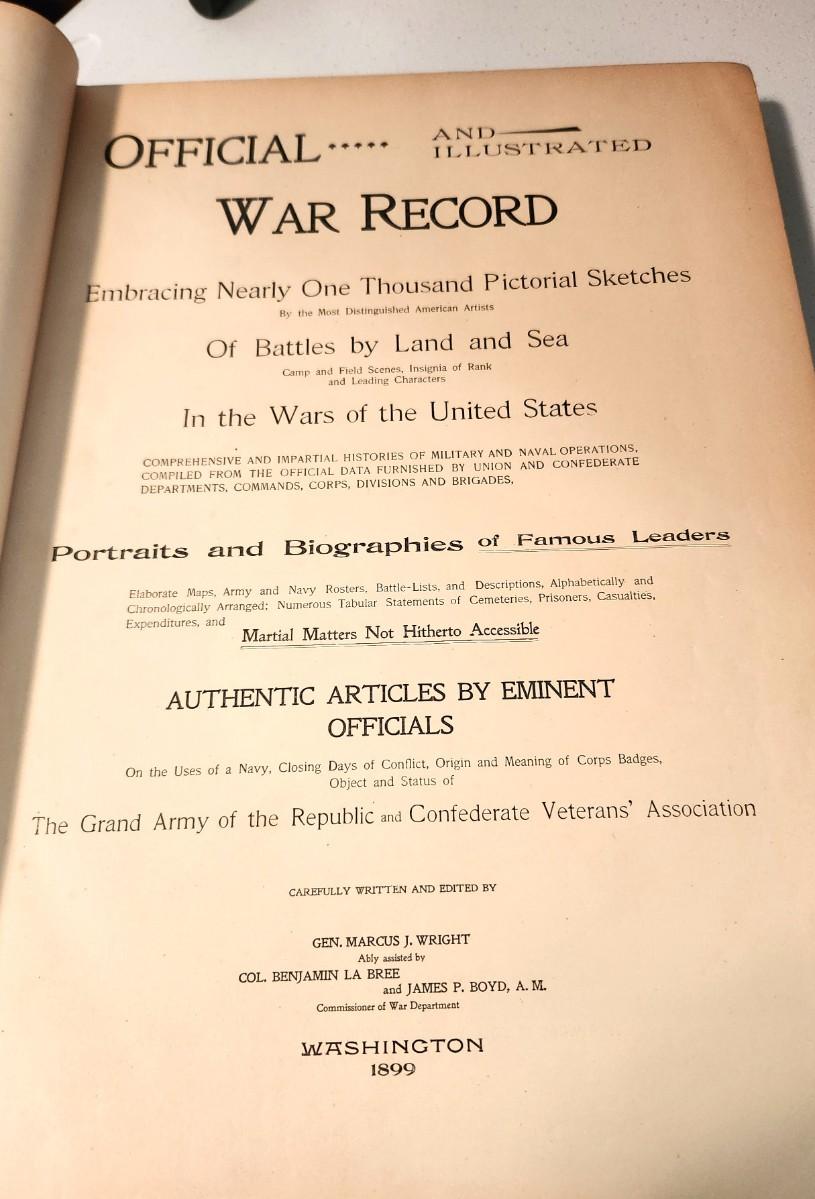 OFFICIAL ..... AND ILLUSTRATED
WAR RECORD
Embracing Nearly One Thousand Pictorial Sketches
By the Most Distinguished American Artists
Of Battles by Land and Sea
Camp and Field Scenes, Insignia of Rank
and Leading Characters
In the Wars of the United States
COMPREHENSIVE AND IMPARTIAL HISTORIES OF MILITARY AND NAVAL OPERATIONS,
COMPILED FROM THE OFFICIAL DATA FURNISHED BY UNION AND CONFEDERATE
DEPARTMENTS, COMMANDS, CORPS, DIVISIONS AND BRIGADES,
Portraits and Biographies of Famous Leaders
Elaborate Maps, Army and Navy Rosters, Battle-Lists, and Descriptions, Alphabetically and
Chronologically Arranged; Numerous Tabular Statements of Cemeteries, Prisoners, Casualties,
Expenditures, and
Martial Matters Not Hitherto Accessible
AUTHENTIC ARTICLES BY EMINENT
OFFICIALS
On the Uses of a Navy, Closing Days of Conflict, Origin and Meaning of Corps Badges,
Object and Status of
The Grand Army of the Republic and Confederate Veterans' Association
CAREFULLY WRITTEN AND EDITED BY
GEN. MARCUS J. WRIGHT
Ably assisted by
COL. BENJAMIN LA BREE
and JAMES P. BOYD, A. M.
Commissioner of War Department
WASHINGTON
1899